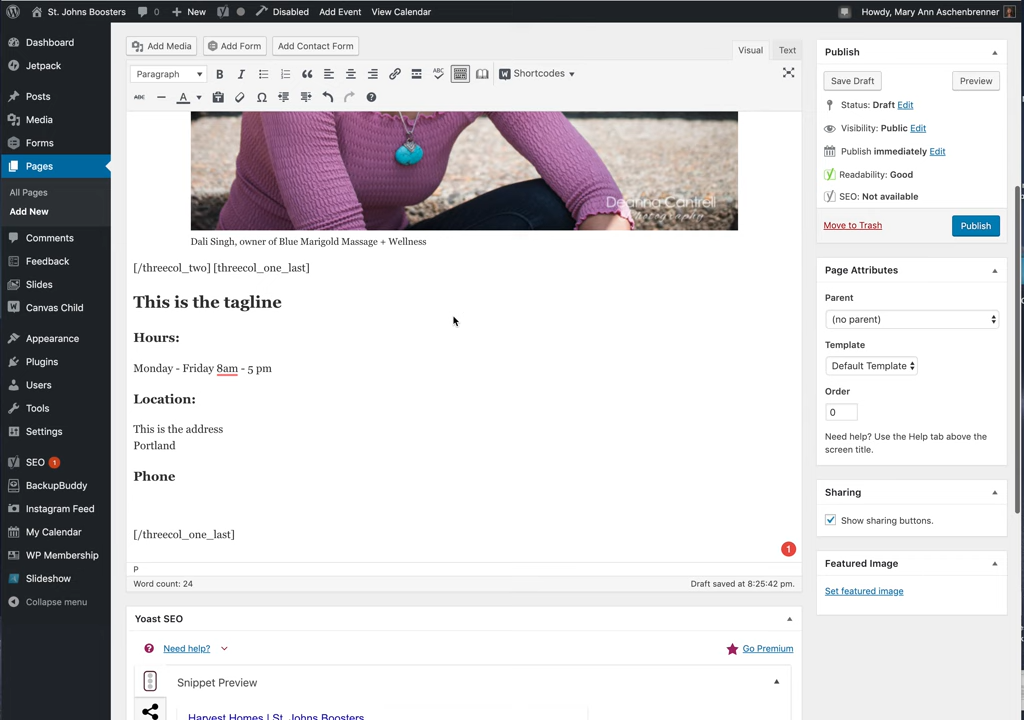 St. Johns Boosters 0 New Disabled Add Event View Calendar Howdy, Mary Ann Aschenbrenner
Dashboard
Jetpack
Posts
Media
Forms
Pages
All Pages
Add New
Comments
Feedback
Slides
Canvas Child
Appearance
Plugins
Users
Tools
Settings
SEO 1
BackupBuddy
Instagram Feed
My Calendar
WP Membership
Slideshow
Collapse menu
Add Media Add Form Add Contact Form
Visual Text
Paragraph B I ABC Shortcodes
ABC A Ω ?
Deanna Cantrell
Photography
Dali Singh, owner of Blue Marigold Massage + Wellness
[/threecol_two] [threecol_one_last]
This is the tagline
Hours:
Monday - Friday 8am - 5 pm
Location:
This is the address
Portland
Phone
[/threecol_one_last]
1
P
Word count: 24 Draft saved at 8:25:42 pm.
Yoast SEO
Need help? Go Premium
Snippet Preview
Harvest Homes | St. Johns Boosters
Publish
Save Draft Preview
Status: Draft Edit
Visibility: Public Edit
Publish immediately Edit
Readability: Good
SEO: Not available
Move to Trash Publish
Page Attributes
Parent
(no parent)
Template
Default Template
Order
0
Need help? Use the Help tab above the
screen title.
Sharing
Show sharing buttons.
Featured Image
Set featured image